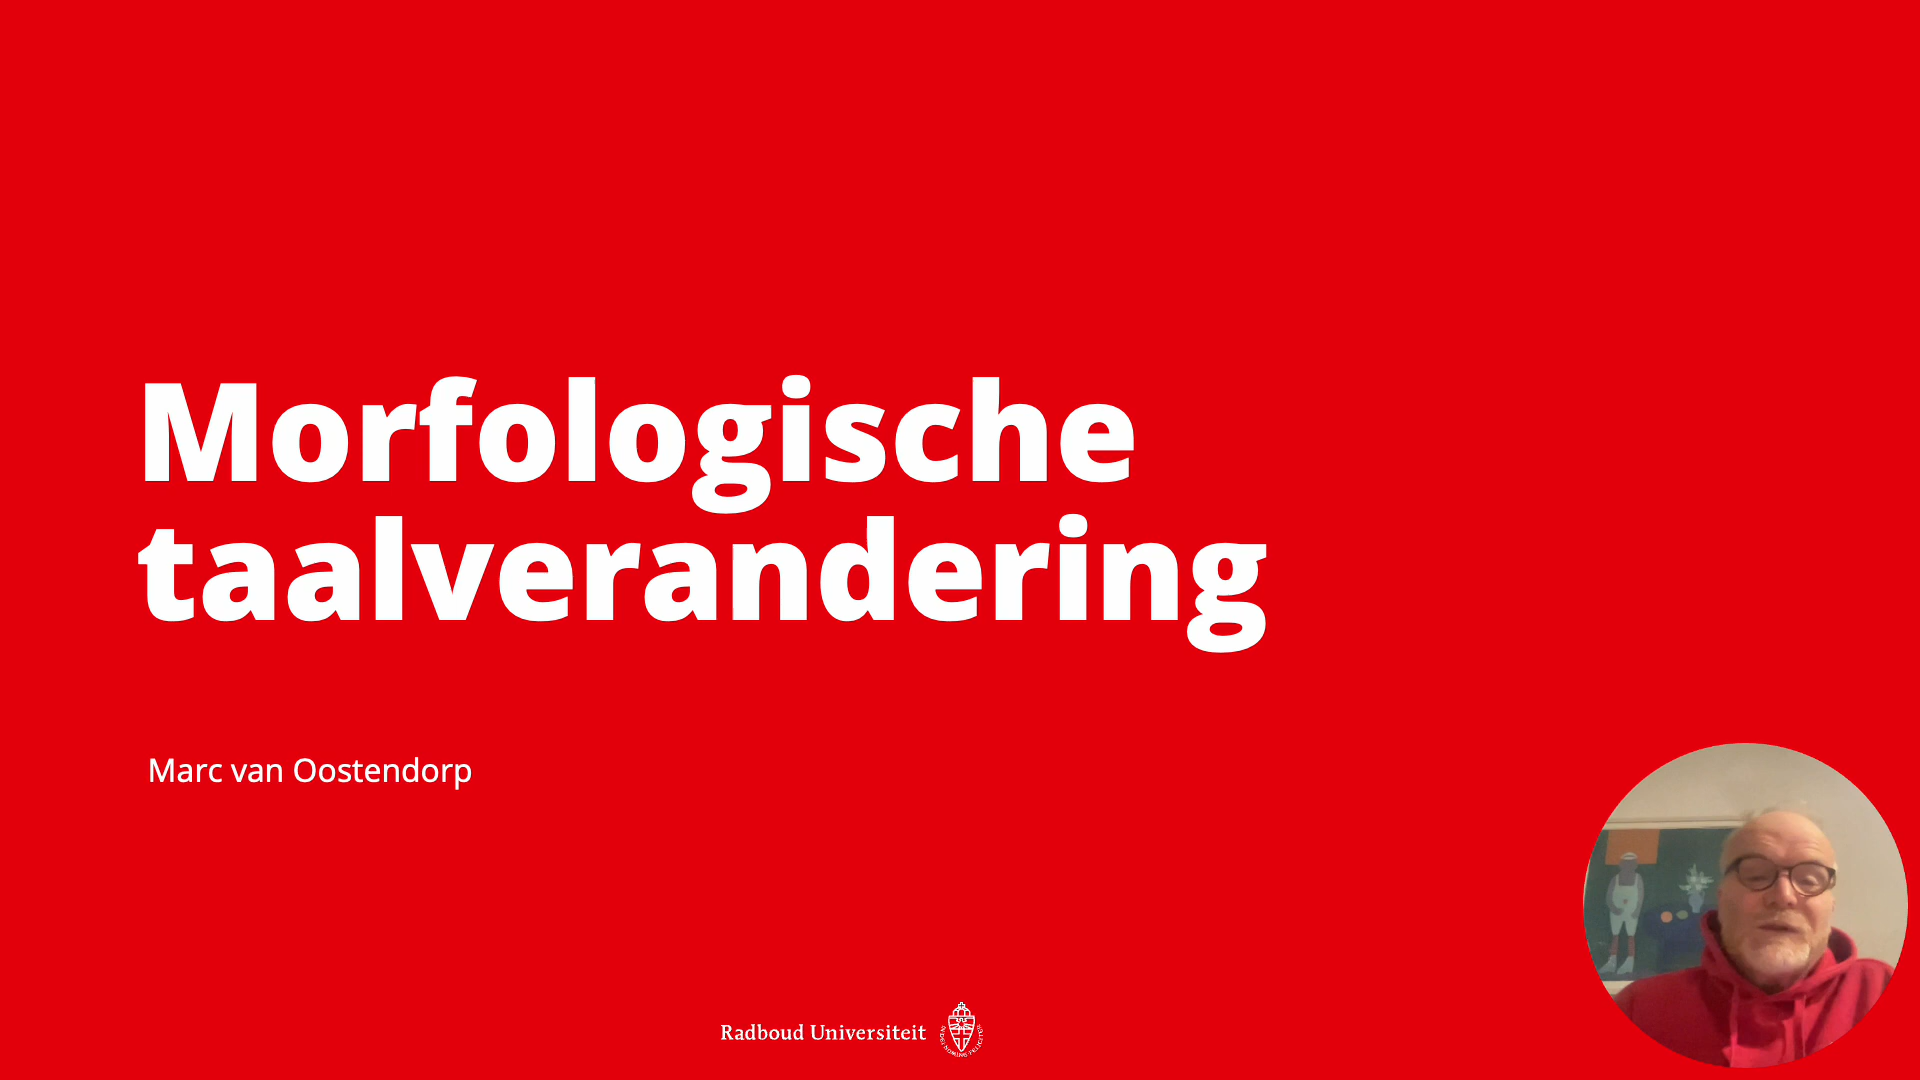 Morfologische
taalverandering
Marc van Oostendorp
Radboud Universiteit